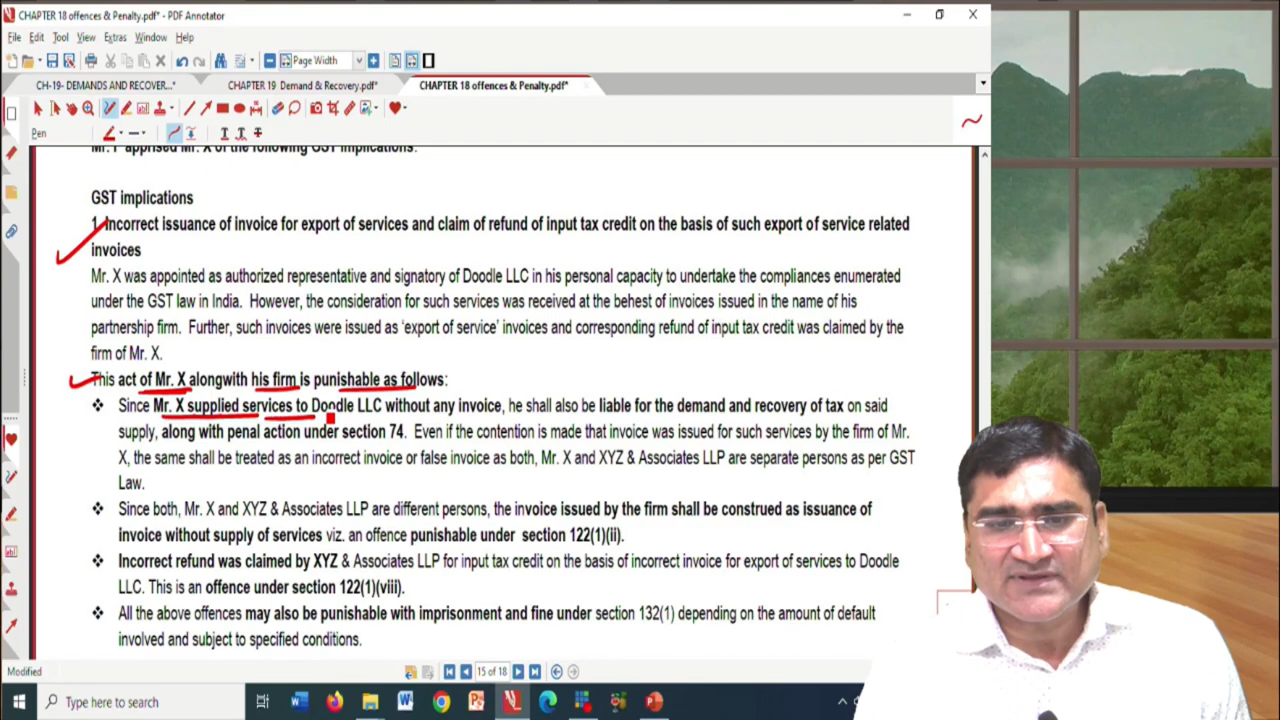 CHAPTER 18 offences & Penalty.pdf* - PDF Annotator
File Edit Tool View Extras Window Help
Page Width
CH-19- DEMANDS AND RECOVER...* CHAPTER 19 Demand & Recovery.pdf* CHAPTER 18 offences & Penalty.pdf*
Pen
Mr. P apprised Mr. X of the following GST implications.
GST implications
1. Incorrect issuance of invoice for export of services and claim of refund of input tax credit on the basis of such export of service related
invoices
Mr. X was appointed as authorized representative and signatory of Doodle LLC in his personal capacity to undertake the compliances enumerated
under the GST law in India. However, the consideration for such services was received at the behest of invoices issued in the name of his
partnership firm. Further, such invoices were issued as ‘export of service’ invoices and corresponding refund of input tax credit was claimed by the
firm of Mr. X.
This act of Mr. X alongwith his firm is punishable as follows:
❖ Since Mr. X supplied services to Doodle LLC without any invoice, he shall also be liable for the demand and recovery of tax on said
supply, along with penal action under section 74. Even if the contention is made that invoice was issued for such services by the firm of Mr.
X, the same shall be treated as an incorrect invoice or false invoice as both, Mr. X and XYZ & Associates LLP are separate persons as per GST
Law.
❖ Since both, Mr. X and XYZ & Associates LLP are different persons, the invoice issued by the firm shall be construed as issuance of
invoice without supply of services viz. an offence punishable under section 122(1)(ii).
❖ Incorrect refund was claimed by XYZ & Associates LLP for input tax credit on the basis of incorrect invoice for export of services to Doodle
LLC. This is an offence under section 122(1)(viii).
❖ All the above offences may also be punishable with imprisonment and fine under section 132(1) depending on the amount of default
involved and subject to specified conditions.
Modified 15 of 18
Type here to search